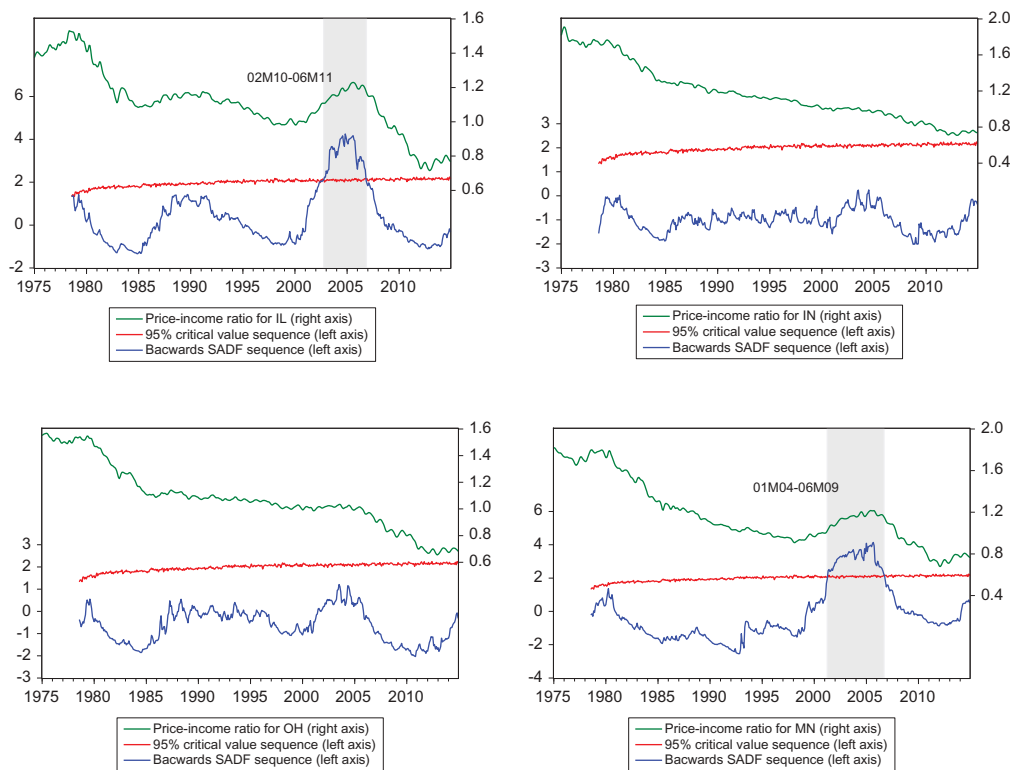 1.6
1.4
1.2
1.0
0.8
0.6
6
4
2
0
-2
02M10-06M11
1975 1980 1985 1990 1995 2000 2005 2010
Price-income ratio for IL (right axis)
95% critical value sequence (left axis)
Bacwards SADF sequence (left axis)
2.0
1.6
1.2
0.8
0.4
3
2
1
0
-1
-2
-3
1975 1980 1985 1990 1995 2000 2005 2010
Price-income ratio for IN (right axis)
95% critical value sequence (left axis)
Bacwards SADF sequence (left axis)
1.6
1.4
1.2
1.0
0.8
0.6
3
2
1
0
-1
-2
-3
1975 1980 1985 1990 1995 2000 2005 2010
Price-income ratio for OH (right axis)
95% critical value sequence (left axis)
Bacwards SADF sequence (left axis)
2.0
1.6
1.2
0.8
0.4
6
4
2
0
-2
-4
01M04-06M09
1975 1980 1985 1990 1995 2000 2005 2010
Price-income ratio for MN (right axis)
95% critical value sequence (left axis)
Bacwards SADF sequence (left axis)